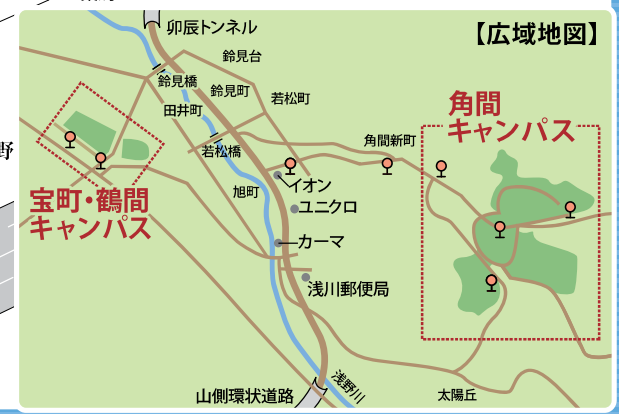 卯辰トンネル
【広域地図】
鈴見台
鈴見橋
鈴見町
若松町
田井町
角間
キャンパス
角間新町
若松橋
野
旭町
イオン
宝町・鶴間
キャンパス
ユニクロ
カーマ
浅川郵便局
山側環状道路
浅野川
太陽丘